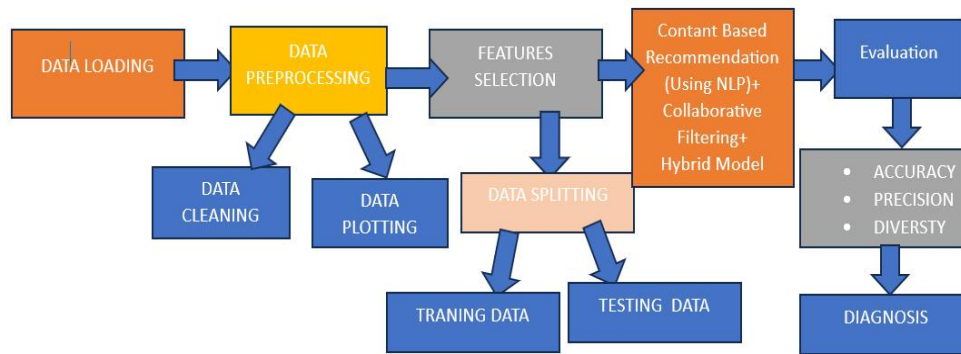 DATA LOADING
DATA
PREPROCESSING
FEATURES
SELECTION
Contant Based
Recommendation
(Using NLP)+
Collaborative
Filtering+
Hybrid Model
Evaluation
DATA
CLEANING
DATA
PLOTTING
DATA SPLITTING
• ACCURACY
• PRECISION
• DIVERSTY
TRANING DATA
TESTING DATA
DIAGNOSIS